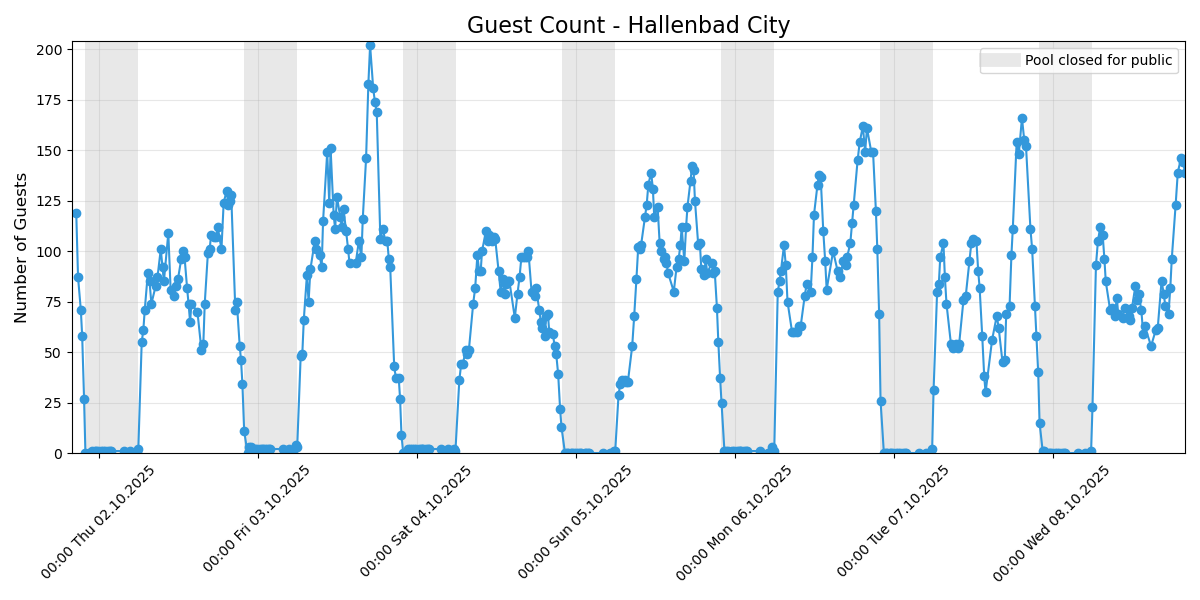 Guest Count - Hallenbad City
Number of Guests
200
175
150
125
100
75
50
25
0
Pool closed for public
00:00 Thu 02.10.2025
00:00 Fri 03.10.2025
00:00 Sat 04.10.2025
00:00 Sun 05.10.2025
00:00 Mon 06.10.2025
00:00 Tue 07.10.2025
00:00 Wed 08.10.2025